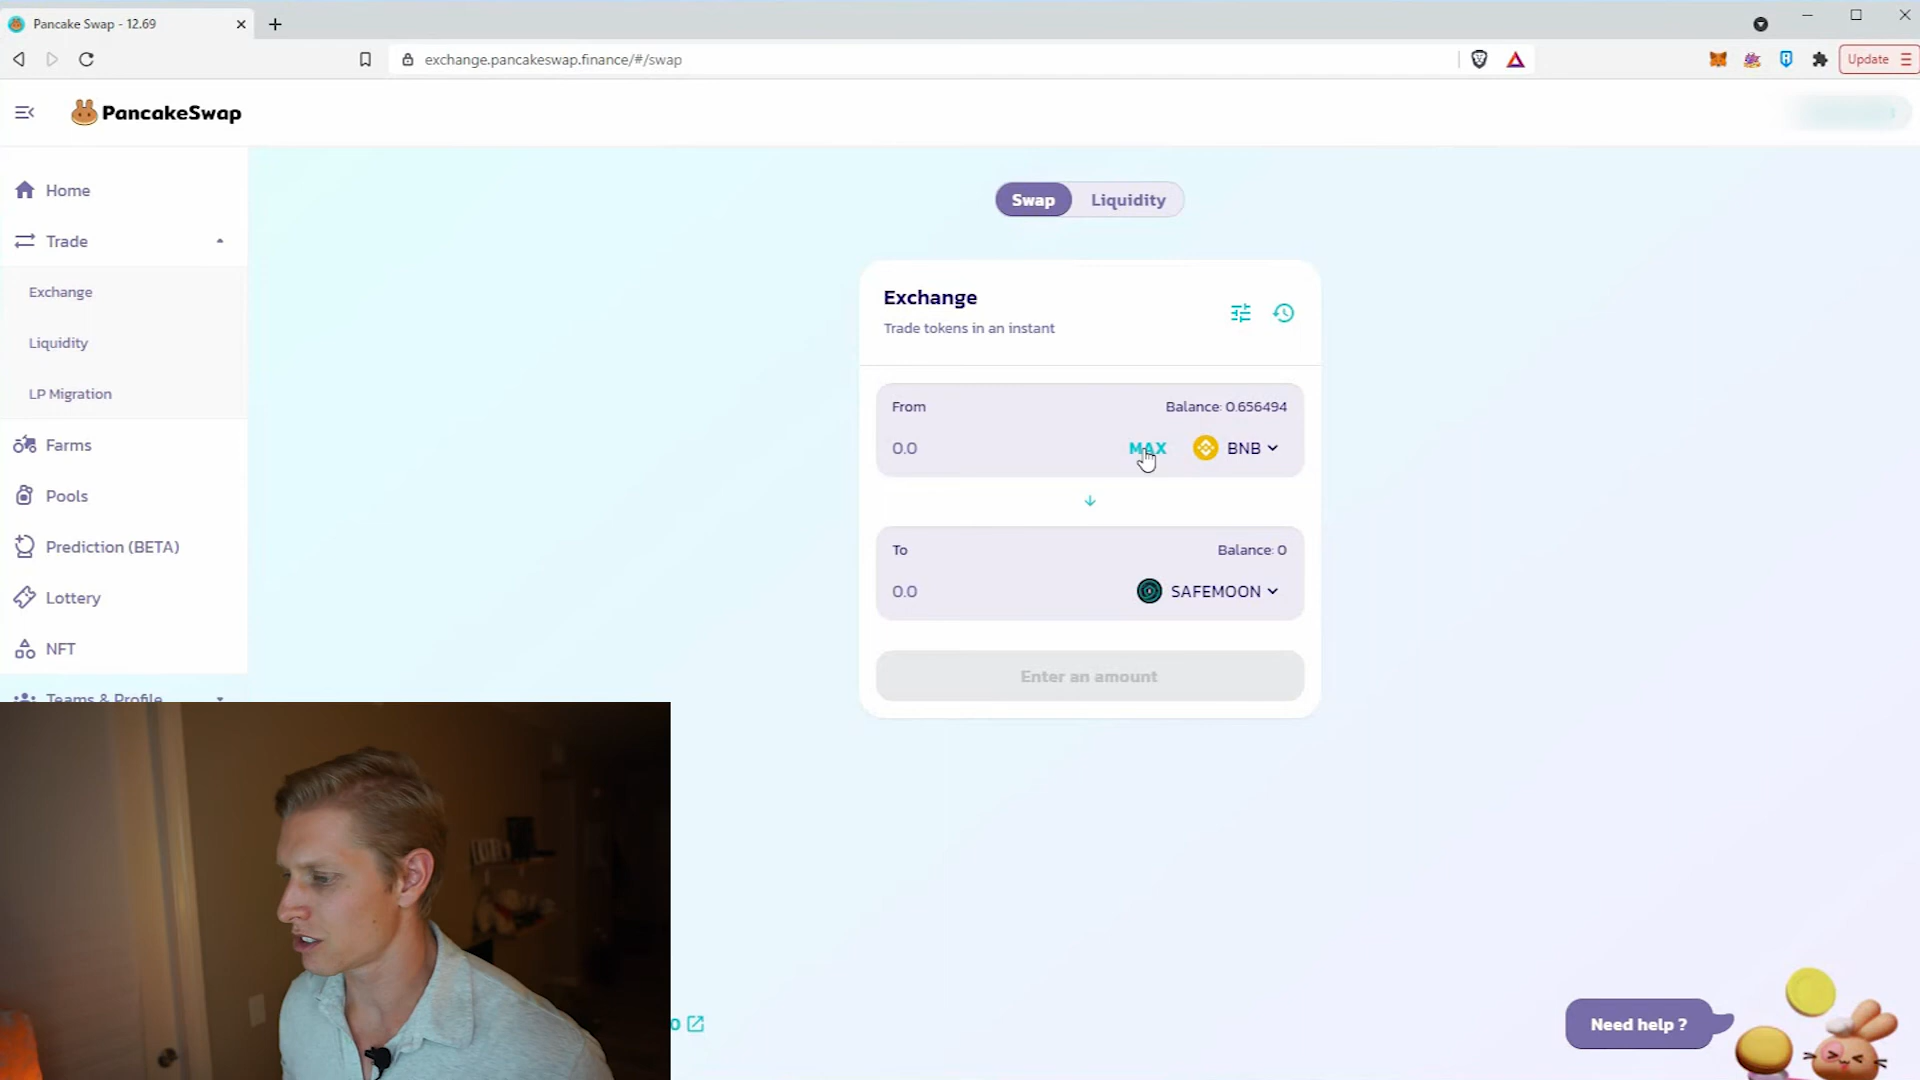 Pancake Swap - 12.69
exchange.pancakeswap.finance/#/swap
Update
PancakeSwap
Home
Trade
Exchange
Liquidity
LP Migration
Farms
Pools
Prediction (BETA)
Lottery
NFT
Teams & Profile
Swap
Liquidity
Exchange
Trade tokens in an instant
From
Balance: 0.656494
0.0
MAX
BNB
To
Balance: 0
0.0
SAFEMOON
Enter an amount
Need help ?